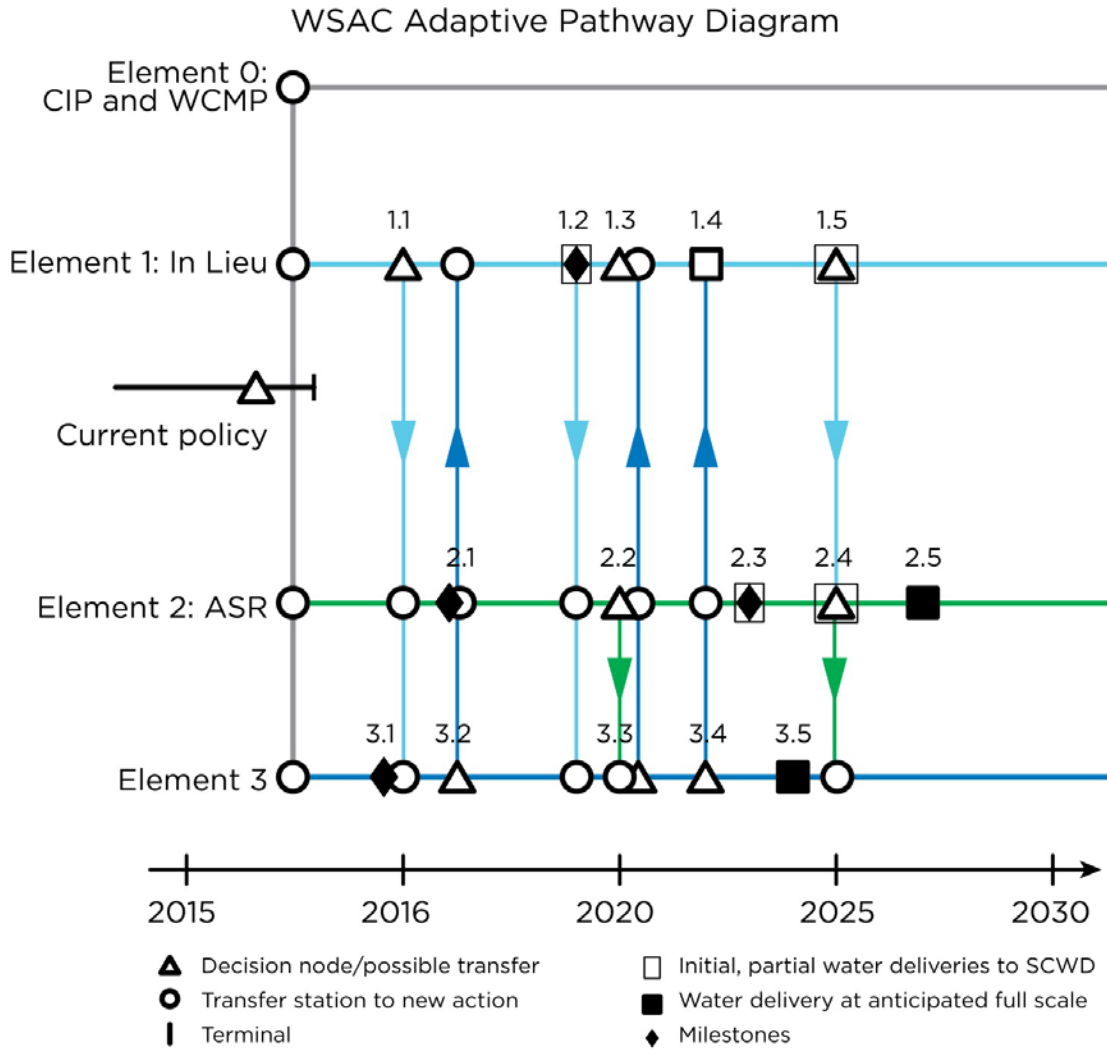 WSAC Adaptive Pathway Diagram
Element 0:
CIP and WCMP
1.1 1.2 1.3 1.4 1.5
Element 1: In Lieu
Current policy
2.1 2.2 2.3 2.4 2.5
Element 2: ASR
3.1 3.2 3.3 3.4 3.5
Element 3
2015 2016 2020 2025 2030
Decision node/possible transfer
Transfer station to new action
Terminal
Initial, partial water deliveries to SCWD
Water delivery at anticipated full scale
Milestones